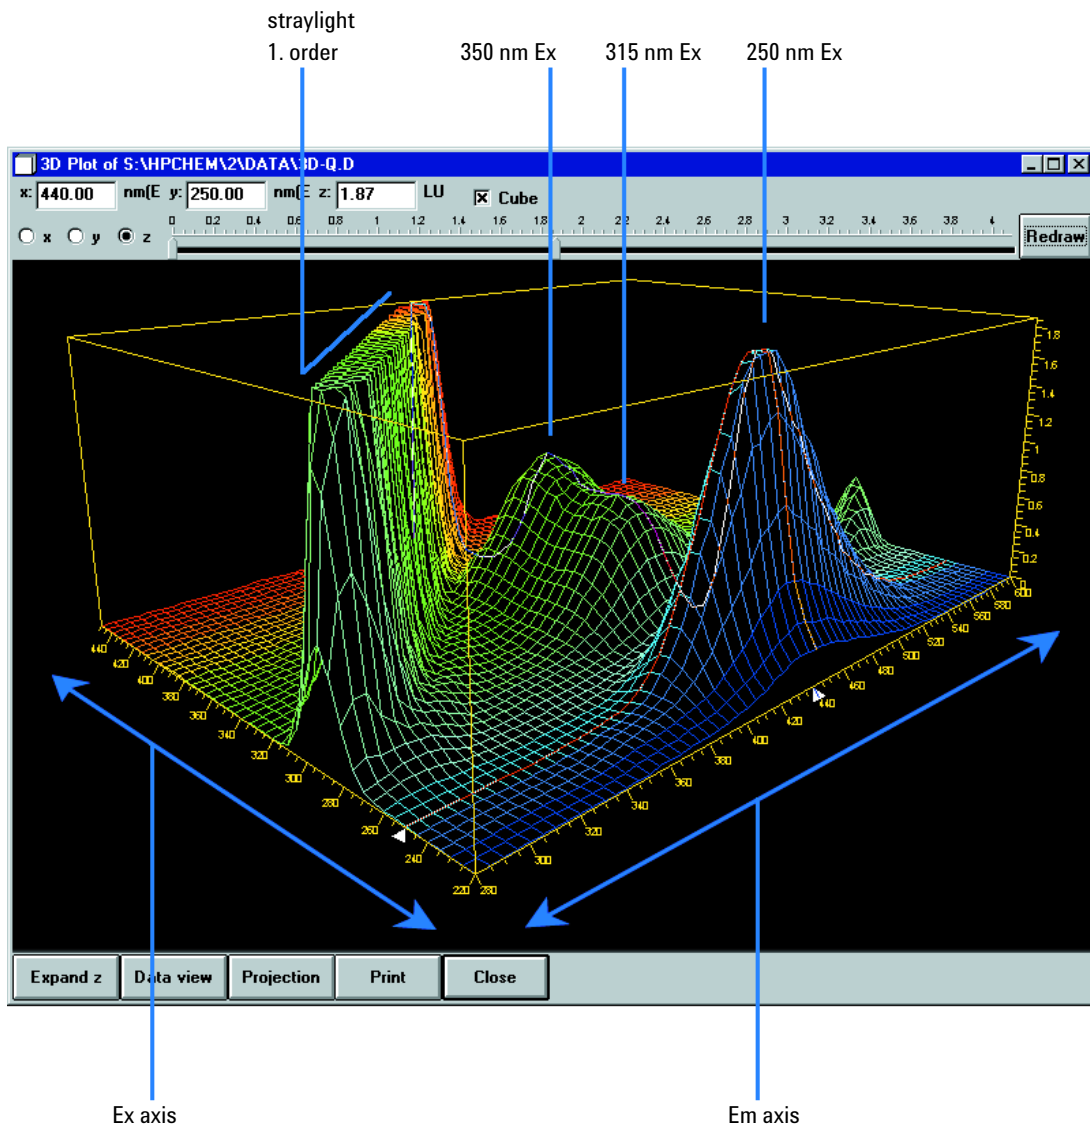 straylight
1. order
350 nm Ex
315 nm Ex
250 nm Ex
3D Plot of S:\HPCHEM\2\DATA\3D-Q.D
x: 440.00 nm(E y: 250.00 nm(E z: 1.87 LU Cube
0 0.2 0.4 0.6 0.8 1 1.2 1.4 1.6 1.8 2 2.2 2.4 2.6 2.8 3 3.2 3.4 3.6 3.8 4
x y z
Redraw
1.8
1.6
1.4
1.2
1
0.8
0.6
0.4
0.2
0
440 420 400 380 360 340 320 300 280 260 240 220
280 300 320 340 360 380 400 420 440 460 480 500 520 540 560 580 600
Expand z
Data view
Projection
Print
Close
Ex axis
Em axis